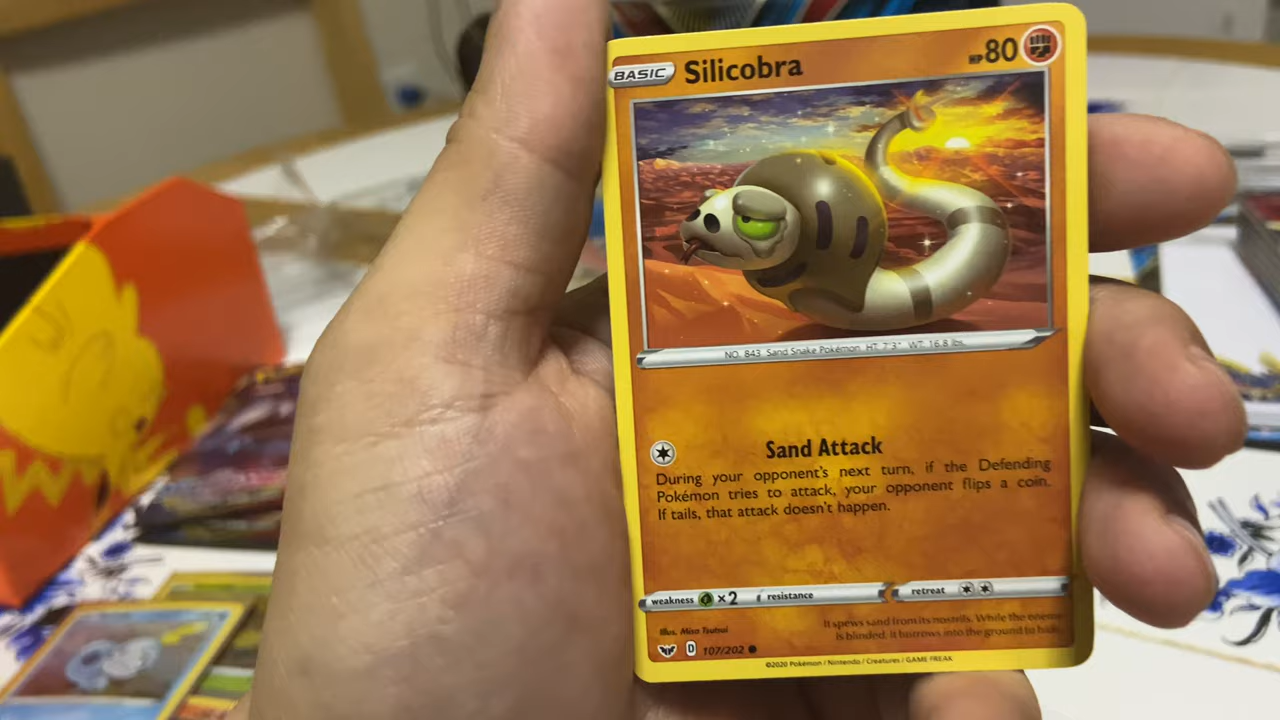 BASIC Silicobra HP 80
NO. 843 Sand Snake Pokémon HT: 7'3" WT: 16.8 lbs.
Sand Attack
During your opponent's next turn, if the Defending
Pokémon tries to attack, your opponent flips a coin.
If tails, that attack doesn't happen.
weakness ×2 resistance retreat
Illus. Misa Tsutsui
It spews sand from its nostrils. While the enemy
is blinded, it burrows into the ground to hide.
D 107/202
©2020 Pokémon / Nintendo / Creatures / GAME FREAK